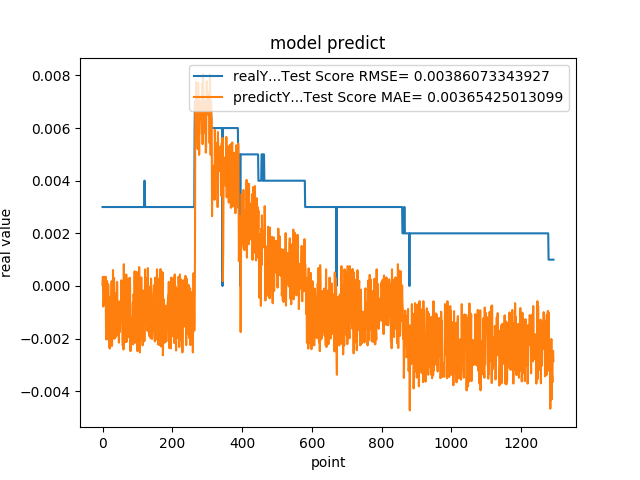 model predict
realY...Test Score RMSE= 0.00386073343927
predictY...Test Score MAE= 0.00365425013099
0.008
0.006
0.004
0.002
0.000
−0.002
−0.004
real value
0 200 400 600 800 1000 1200
point